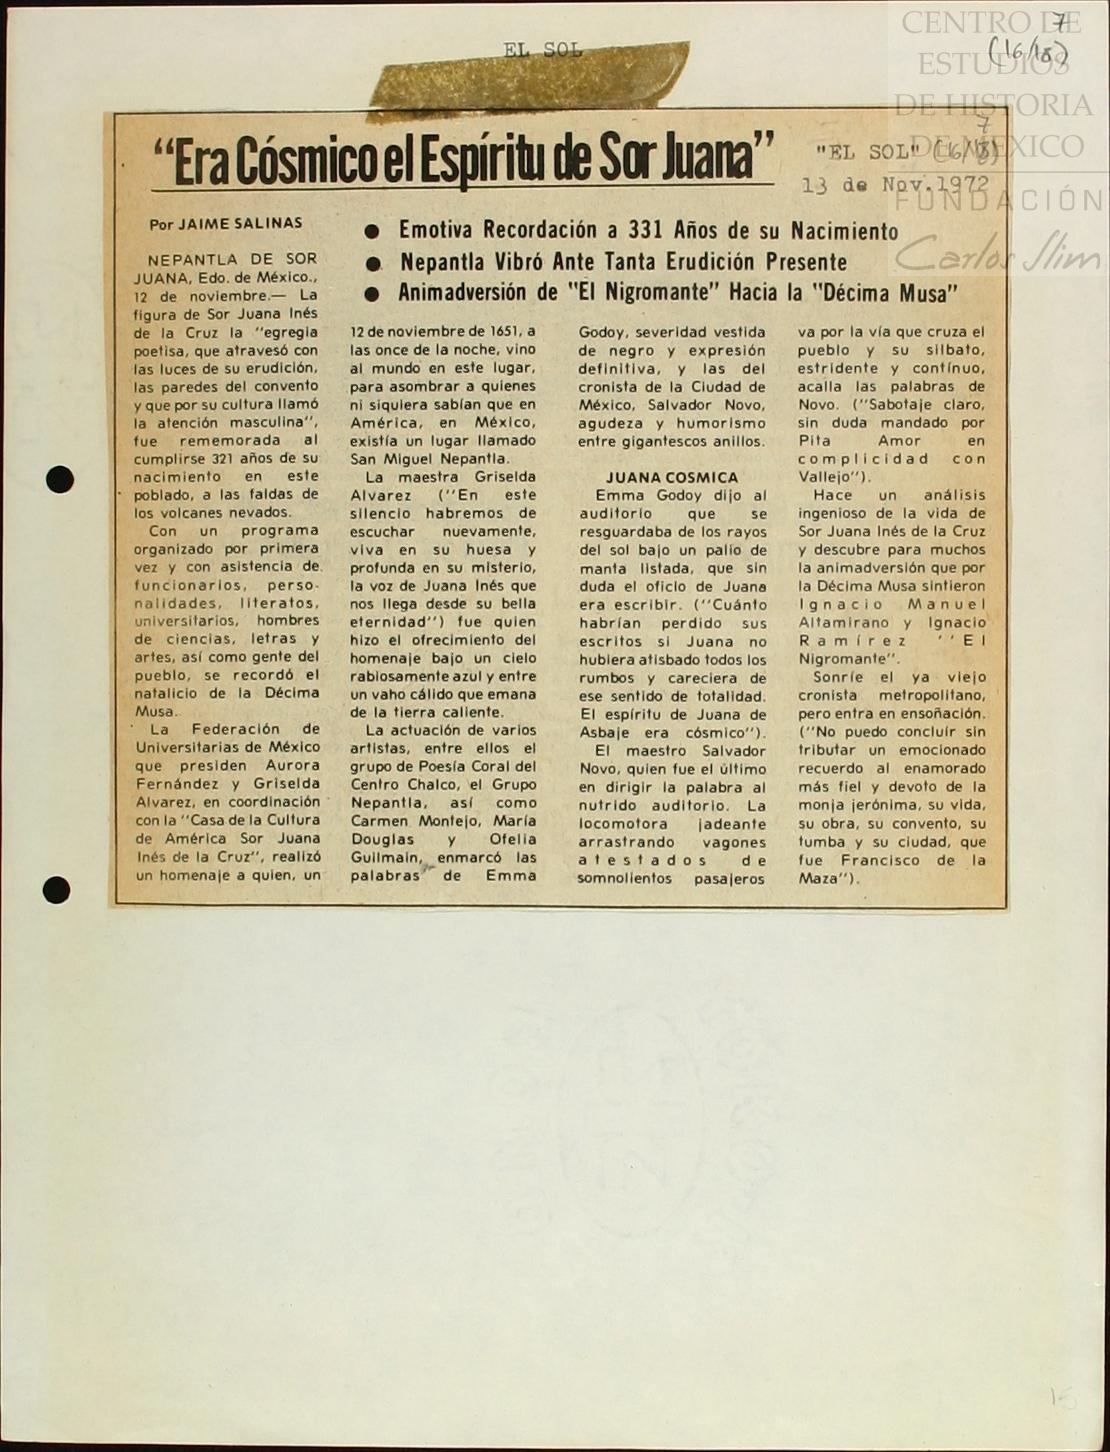 EL SOL
7
(16/18)
CENTRO DE
ESTUDIOS
DE HISTORIA
DE MÉXICO
FUNDACIÓN
Carlos Slim
"Era Cósmico el Espíritu de Sor Juana"
7
"EL SOL" (16/18)
13 de Nov.1972
Por JAIME SALINAS
● Emotiva Recordación a 331 Años de su Nacimiento
● Nepantla Vibró Ante Tanta Erudición Presente
● Animadversión de "El Nigromante" Hacia la "Décima Musa"
NEPANTLA DE SOR
JUANA, Edo. de México.,
12 de noviembre.— La
figura de Sor Juana Inés
de la Cruz la "egregia
poetisa, que atravesó con
las luces de su erudición,
las paredes del convento
y que por su cultura llamó
la atención masculina",
fue rememorada al
cumplirse 321 años de su
nacimiento en este
poblado, a las faldas de
los volcanes nevados.
Con un programa
organizado por primera
vez y con asistencia de
funcionarios, perso-
nalidades, literatos,
universitarios, hombres
de ciencias, letras y
artes, así como gente del
pueblo, se recordó el
natalicio de la Décima
Musa.
La Federación de
Universitarias de México
que presiden Aurora
Fernández y Griselda
Alvarez, en coordinación
con la "Casa de la Cultura
de América Sor Juana
Inés de la Cruz", realizó
un homenaje a quien, un
12 de noviembre de 1651, a
las once de la noche, vino
al mundo en este lugar,
para asombrar a quienes
ni siquiera sabían que en
América, en México,
existía un lugar llamado
San Miguel Nepantla.
La maestra Griselda
Alvarez ("En este
silencio habremos de
escuchar nuevamente,
viva en su huesa y
profunda en su misterio,
la voz de Juana Inés que
nos llega desde su bella
eternidad") fue quien
hizo el ofrecimiento del
homenaje bajo un cielo
rabiosamente azul y entre
un vaho cálido que emana
de la tierra caliente.
La actuación de varios
artistas, entre ellos el
grupo de Poesía Coral del
Centro Chalco, el Grupo
Nepantla, así como
Carmen Montejo, María
Douglas y Ofelia
Guilmain, enmarcó las
palabras de Emma
Godoy, severidad vestida
de negro y expresión
definitiva, y las del
cronista de la Ciudad de
México, Salvador Novo,
agudeza y humorismo
entre gigantescos anillos.
JUANA COSMICA
Emma Godoy dijo al
auditorio que se
resguardaba de los rayos
del sol bajo un palio de
manta listada, que sin
duda el oficio de Juana
era escribir. ("Cuánto
habrían perdido sus
escritos si Juana no
hubiera atisbado todos los
rumbos y careciera de
ese sentido de totalidad.
El espíritu de Juana de
Asbaje era cósmico").
El maestro Salvador
Novo, quien fue el último
en dirigir la palabra al
nutrido auditorio. La
locomotora jadeante
arrastrando vagones
atestados de
somnolientos pasajeros
va por la vía que cruza el
pueblo y su silbato,
estridente y contínuo,
acalla las palabras de
Novo. ("Sabotaje claro,
sin duda mandado por
Pita Amor en
complicidad con
Vallejo").
Hace un análisis
ingenioso de la vida de
Sor Juana Inés de la Cruz
y descubre para muchos
la animadversión que por
la Décima Musa sintieron
Ignacio Manuel
Altamirano y Ignacio
Ramírez ''El
Nigromante".
Sonríe el ya viejo
cronista metropolitano,
pero entra en ensoñación.
("No puedo concluir sin
tributar un emocionado
recuerdo al enamorado
más fiel y devoto de la
monja jerónima, su vida,
su obra, su convento, su
tumba y su ciudad, que
fue Francisco de la
Maza").
15